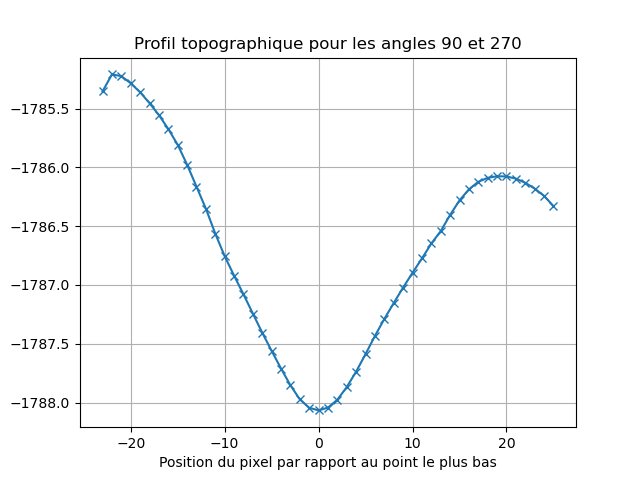 Profil topographique pour les angles 90 et 270
−1785.5
−1786.0
−1786.5
−1787.0
−1787.5
−1788.0
−20 −10 0 10 20
Position du pixel par rapport au point le plus bas